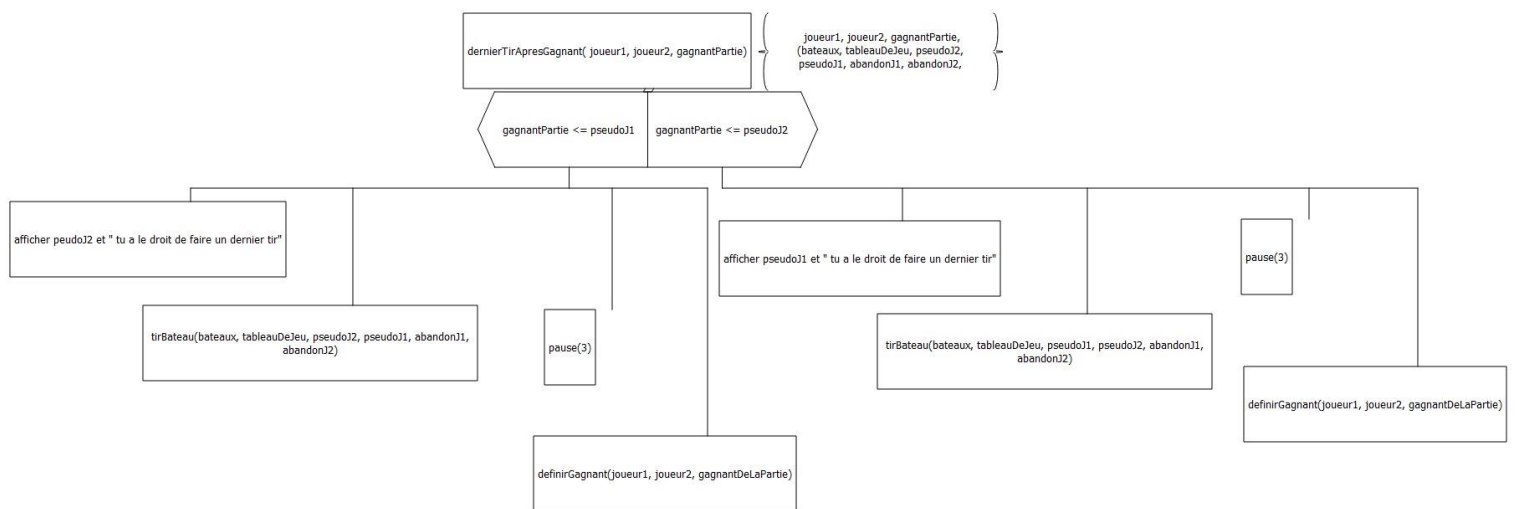 dernierTirApresGagnant( joueur1, joueur2, gagnantPartie)
joueur1, joueur2, gagnantPartie,
(bateaux, tableauDeJeu, pseudoJ2,
pseudoJ1, abandonJ1, abandonJ2,
gagnantPartie <= pseudoJ1
gagnantPartie <= pseudoJ2
afficher peudoJ2 et " tu a le droit de faire un dernier tir"
tirBateau(bateaux, tableauDeJeu, pseudoJ2, pseudoJ1, abandonJ1,
abandonJ2)
pause(3)
definirGagnant(joueur1, joueur2, gagnantDeLaPartie)
afficher pseudoJ1 et " tu a le droit de faire un dernier tir"
tirBateau(bateaux, tableauDeJeu, pseudoJ1, pseudoJ2, abandonJ1,
abandonJ2)
pause(3)
definirGagnant(joueur1, joueur2, gagnantDeLaPartie)